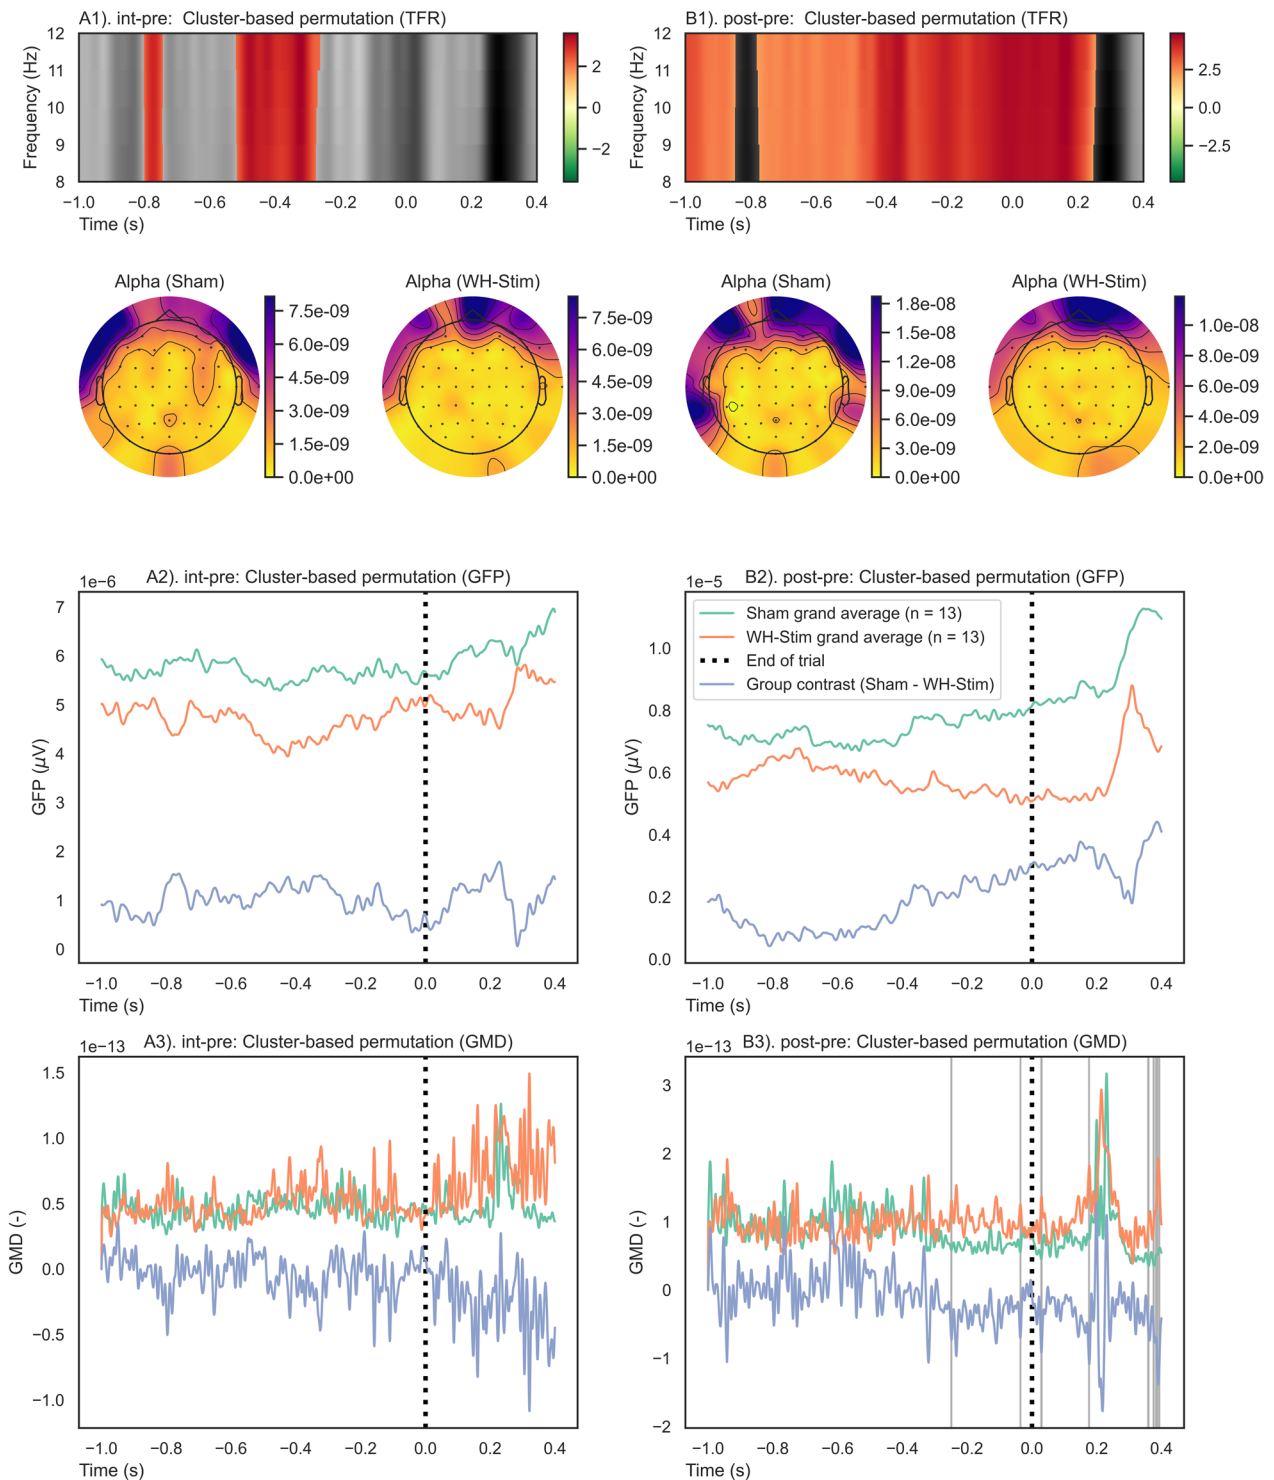 A1). int-pre:  Cluster-based permutation (TFR)
Frequency (Hz)
12
11
10
9
8
−1.0 −0.8 −0.6 −0.4 −0.2 0.0 0.2 0.4
Time (s)
2
0
−2
B1). post-pre:  Cluster-based permutation (TFR)
Frequency (Hz)
12
11
10
9
8
−1.0 −0.8 −0.6 −0.4 −0.2 0.0 0.2 0.4
Time (s)
2.5
0.0
−2.5
Alpha (Sham)
7.5e-09
6.0e-09
4.5e-09
3.0e-09
1.5e-09
0.0e+00
Alpha (WH-Stim)
7.5e-09
6.0e-09
4.5e-09
3.0e-09
1.5e-09
0.0e+00
Alpha (Sham)
1.8e-08
1.5e-08
1.2e-08
9.0e-09
6.0e-09
3.0e-09
0.0e+00
Alpha (WH-Stim)
1.0e-08
8.0e-09
6.0e-09
4.0e-09
2.0e-09
0.0e+00
1e−6
A2). int-pre: Cluster-based permutation (GFP)
GFP (µV)
7
6
5
4
3
2
1
0
−1.0 −0.8 −0.6 −0.4 −0.2 0.0 0.2 0.4
Time (s)
1e−5
B2). post-pre: Cluster-based permutation (GFP)
Sham grand average (n = 13)
WH-Stim grand average (n = 13)
End of trial
Group contrast (Sham - WH-Stim)
GFP (µV)
1.0
0.8
0.6
0.4
0.2
0.0
−1.0 −0.8 −0.6 −0.4 −0.2 0.0 0.2 0.4
Time (s)
1e−13
A3). int-pre: Cluster-based permutation (GMD)
GMD (-)
1.5
1.0
0.5
0.0
−0.5
−1.0
−1.0 −0.8 −0.6 −0.4 −0.2 0.0 0.2 0.4
Time (s)
1e−13
B3). post-pre: Cluster-based permutation (GMD)
GMD (-)
3
2
1
0
−1
−2
−1.0 −0.8 −0.6 −0.4 −0.2 0.0 0.2 0.4
Time (s)